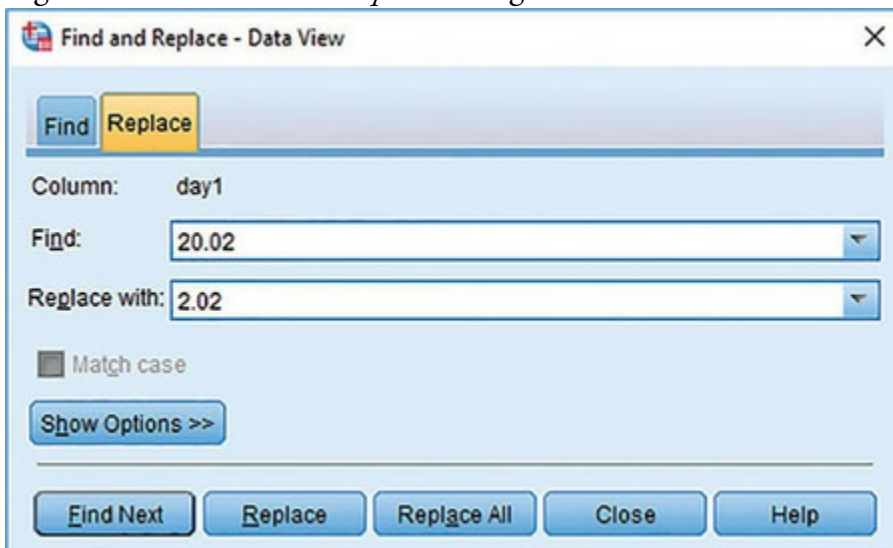 Find and Replace - Data View
Find Replace
Column: day1
Find: 20.02
Replace with: 2.02
Match case
Show Options >>
Find Next Replace Replace All Close Help